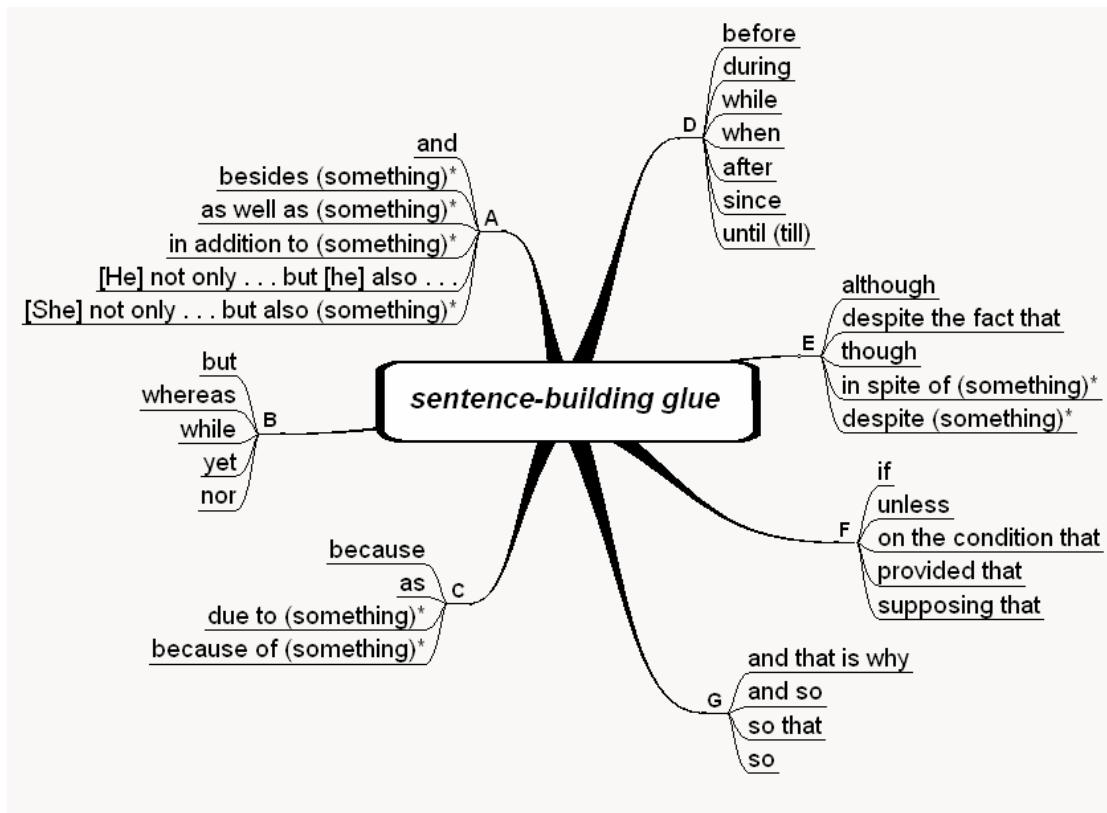 sentence-building glue
A
and
besides (something)*
as well as (something)*
in addition to (something)*
[He] not only . . . but [he] also . . .
[She] not only . . . but also (something)*
B
but
whereas
while
yet
nor
C
because
as
due to (something)*
because of (something)*
D
before
during
while
when
after
since
until (till)
E
although
despite the fact that
though
in spite of (something)*
despite (something)*
F
if
unless
on the condition that
provided that
supposing that
G
and that is why
and so
so that
so